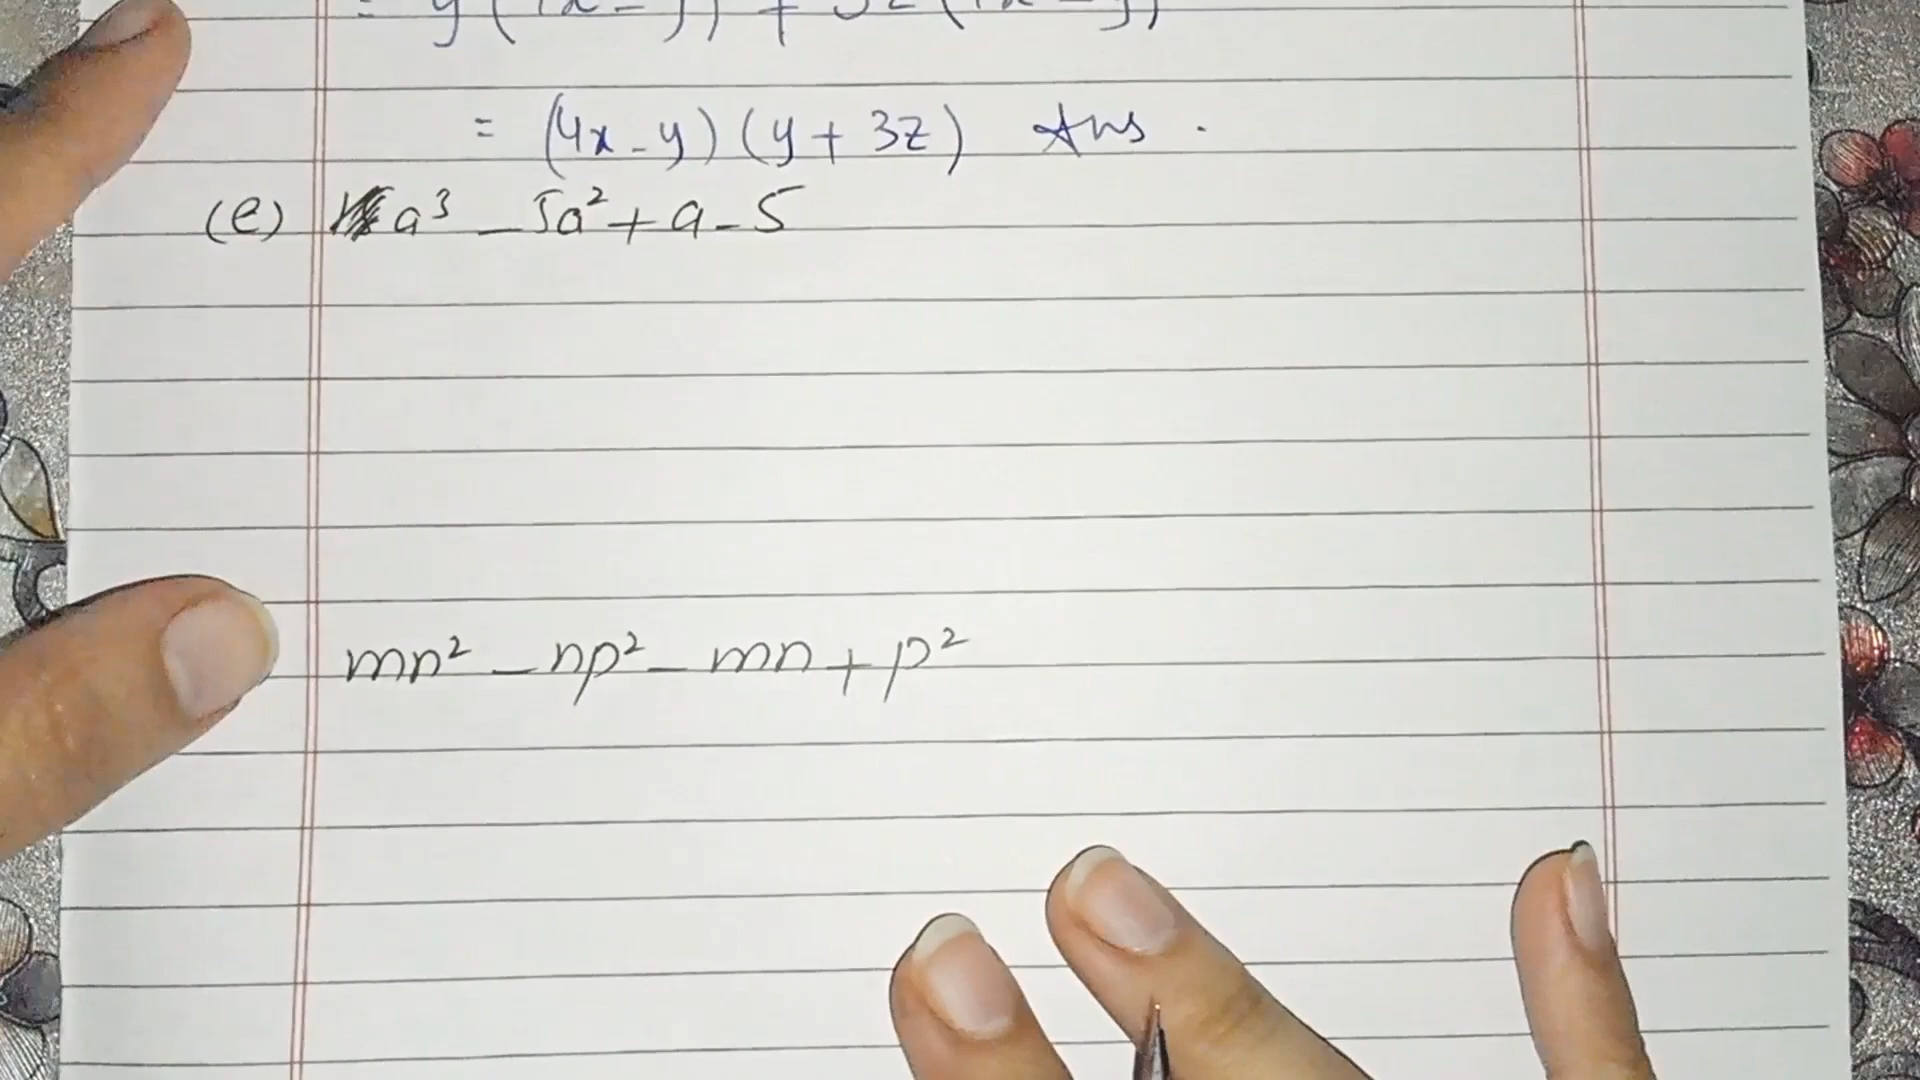 = (4x-y) (y+3z) Ans.
(e) a³ - 5a² + a - 5
mn² - np² - mn + p²